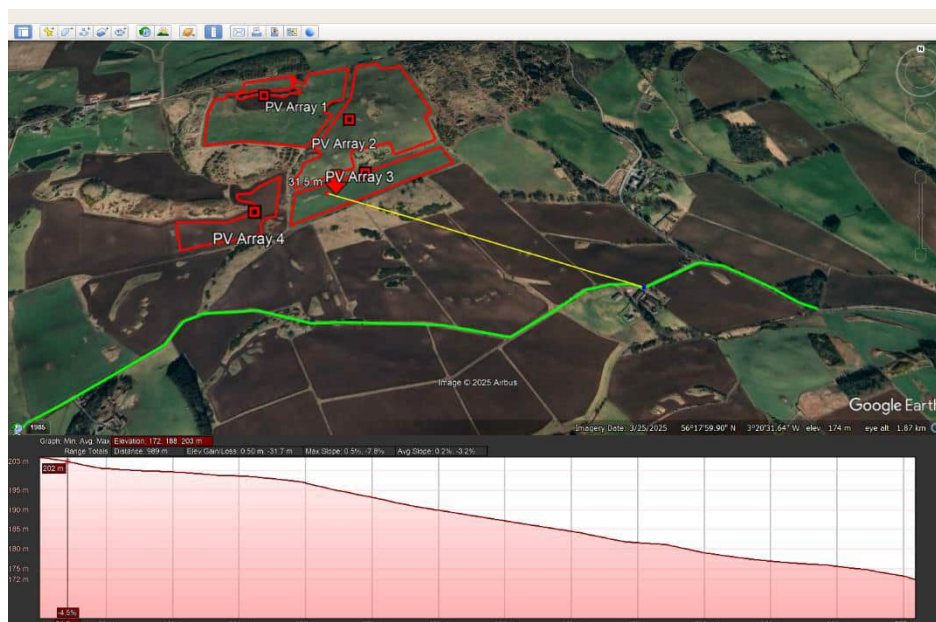 N
PV Array 1
PV Array 2
31.5 m
PV Array 3
PV Array 4
Image © 2025 Airbus
Google Earth
1985
Imagery Date: 3/25/2025 56°17'59.90" N 3°20'31.64" W elev 174 m eye alt 1.87 km
Graph: Min, Avg, Max Elevation: 172, 188, 203 m
Range Totals: Distance: 989 m Elev Gain/Loss: 0.50 m, -31.7 m Max Slope: 0.5%, -7.8% Avg Slope: 0.2%, -3.2%
203 m
202 m
195 m
190 m
185 m
180 m
175 m
172 m
-4.5%